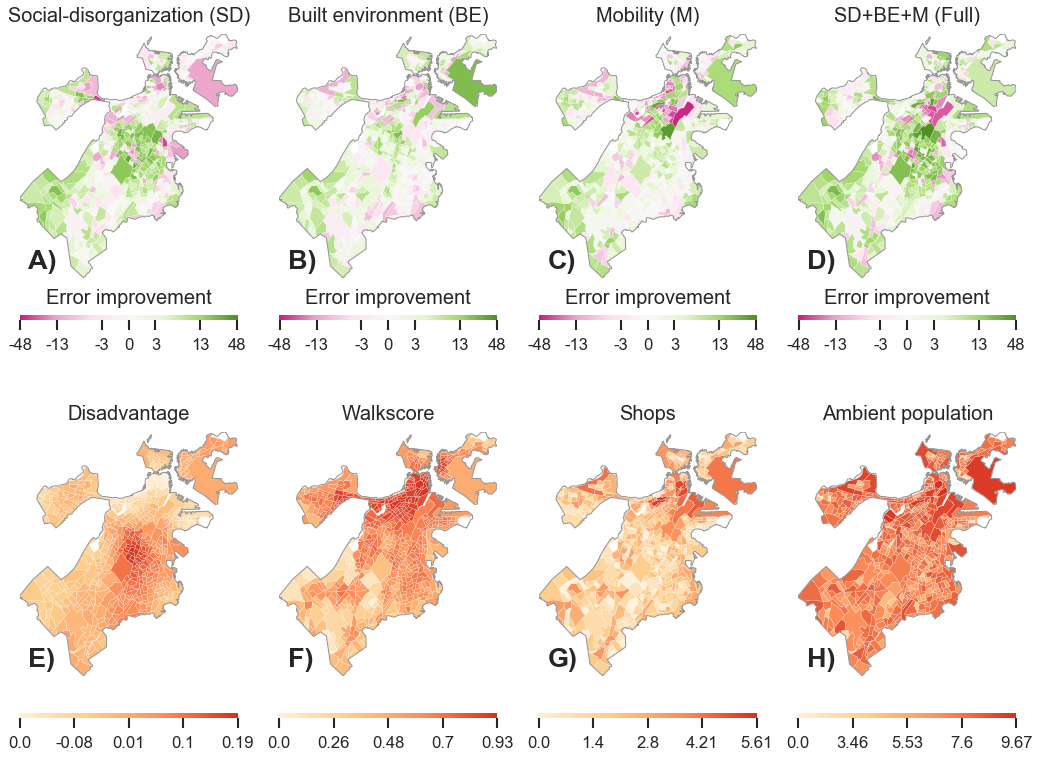 Social-disorganization (SD) Built environment (BE) Mobility (M) SD+BE+M (Full)
A) B) C) D)
Error improvement Error improvement Error improvement Error improvement
-48 -13 -3 0 3 13 48 -48 -13 -3 0 3 13 48 -48 -13 -3 0 3 13 48 -48 -13 -3 0 3 13 48
Disadvantage Walkscore Shops Ambient population
E) F) G) H)
0.0 -0.08 0.01 0.1 0.19 0.0 0.26 0.48 0.7 0.93 0.0 1.4 2.8 4.21 5.61 0.0 3.46 5.53 7.6 9.67